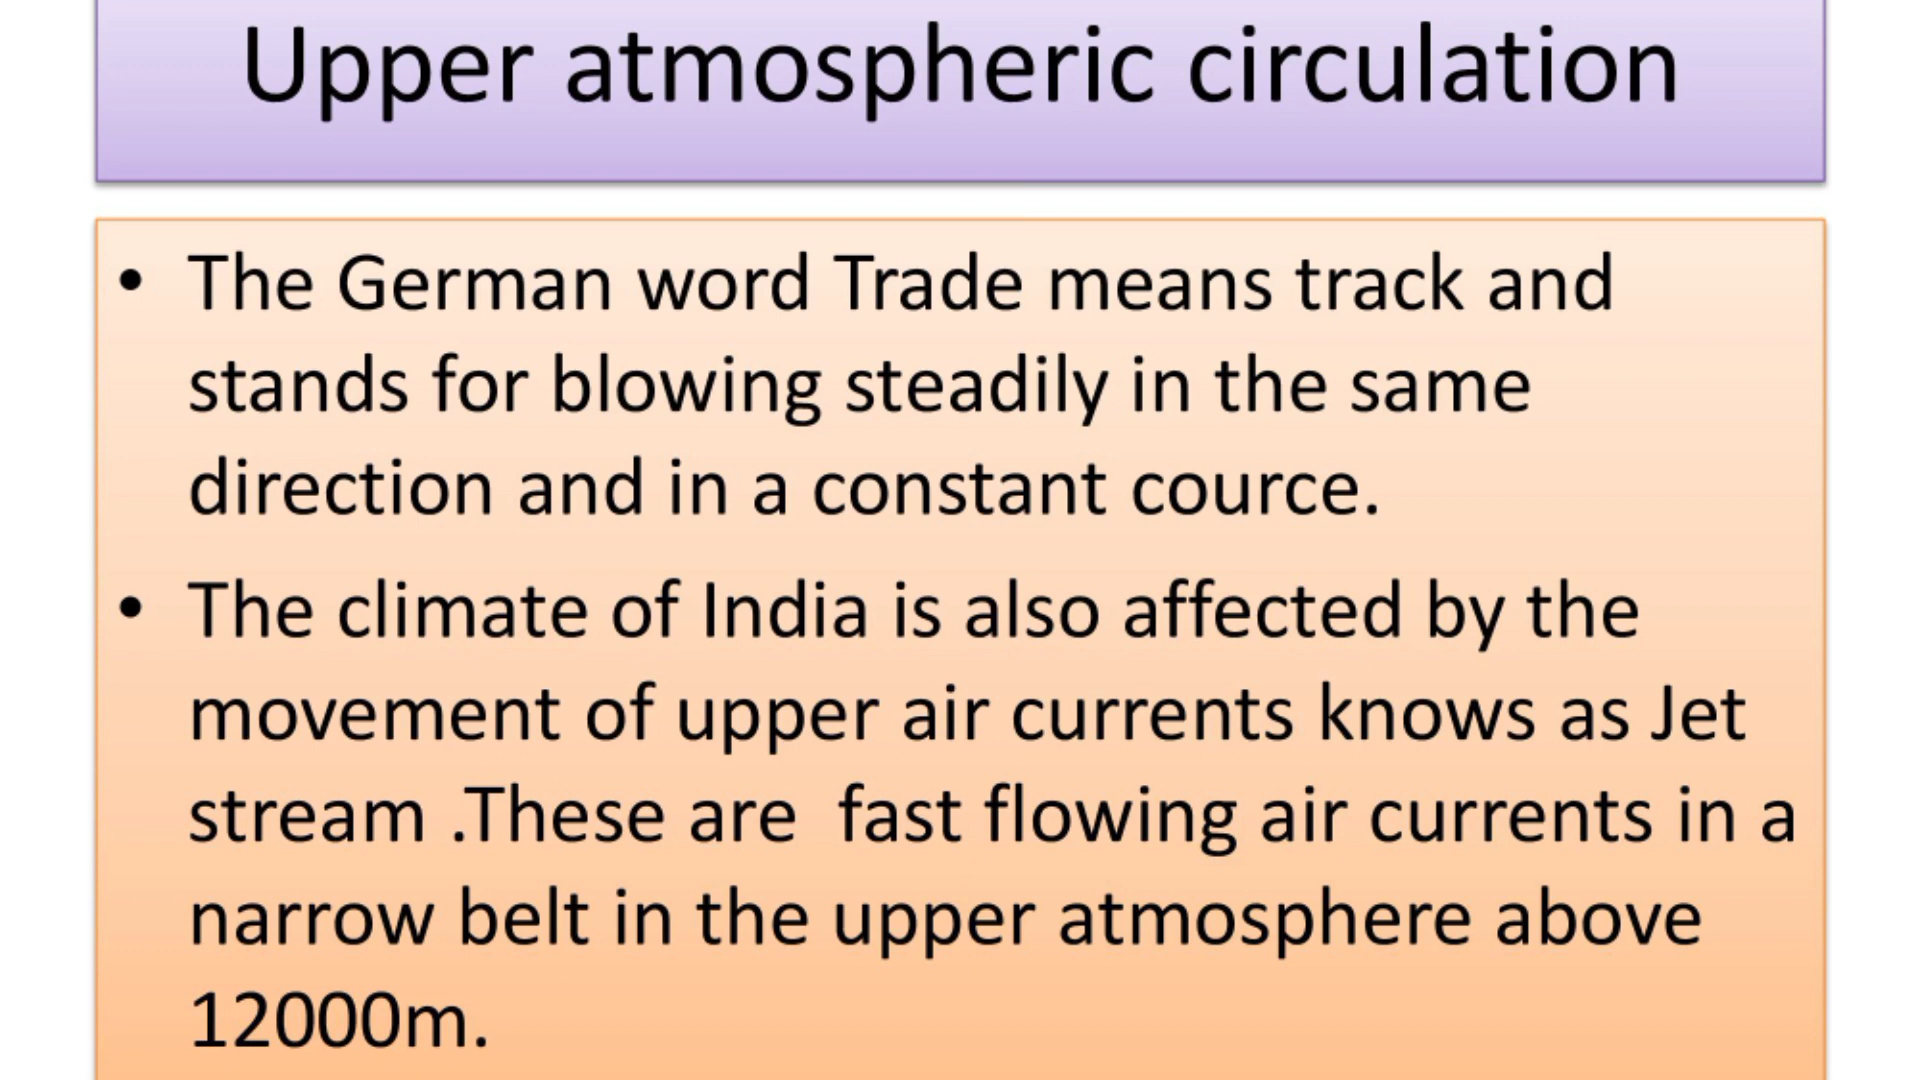 Upper atmospheric circulation
• The German word Trade means track and
stands for blowing steadily in the same
direction and in a constant cource.
• The climate of India is also affected by the
movement of upper air currents knows as Jet
stream .These are  fast flowing air currents in a
narrow belt in the upper atmosphere above
12000m.